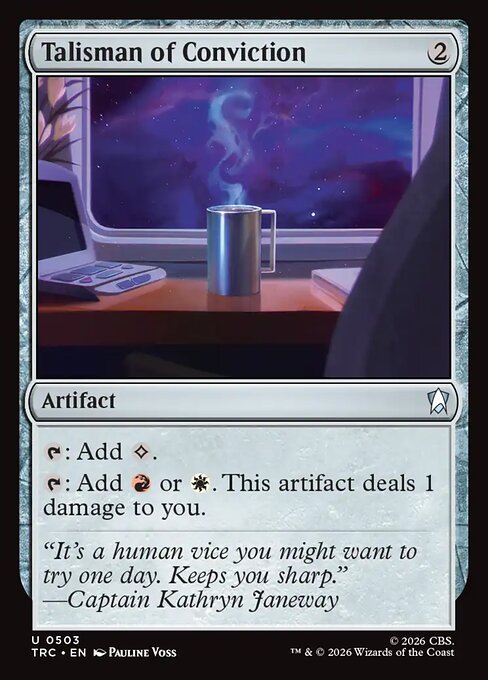 Talisman of Conviction 2
Artifact
: Add .
: Add or . This artifact deals 1
damage to you.
“It’s a human vice you might want to
try one day. Keeps you sharp.”
—Captain Kathryn Janeway
U 0503
TRC • EN Pauline Voss
© 2026 CBS.
™ & © 2026 Wizards of the Coast